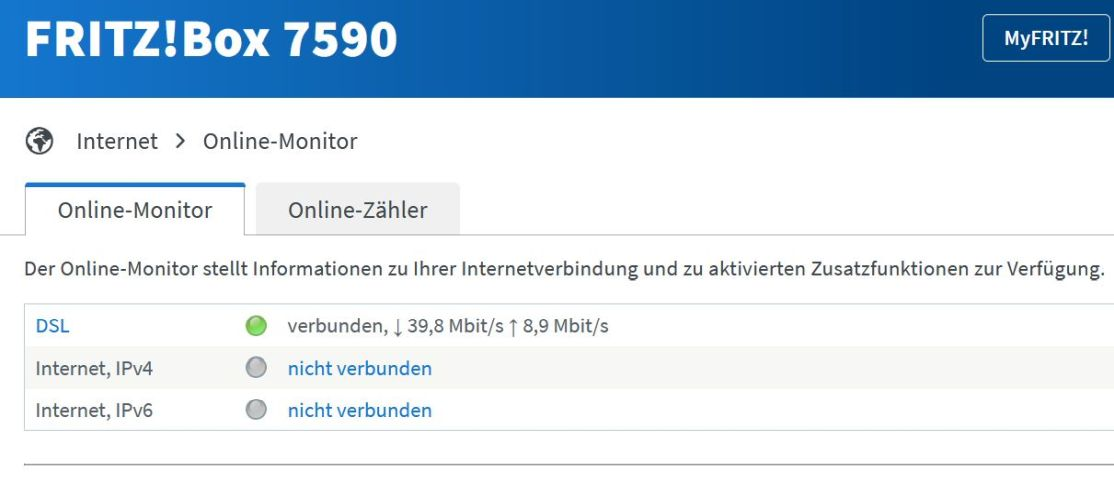 FRITZ!Box 7590
MyFRITZ!
Internet > Online-Monitor
Online-Monitor Online-Zähler
Der Online-Monitor stellt Informationen zu Ihrer Internetverbindung und zu aktivierten Zusatzfunktionen zur Verfügung.
DSL verbunden, ↓ 39,8 Mbit/s ↑ 8,9 Mbit/s
Internet, IPv4 nicht verbunden
Internet, IPv6 nicht verbunden